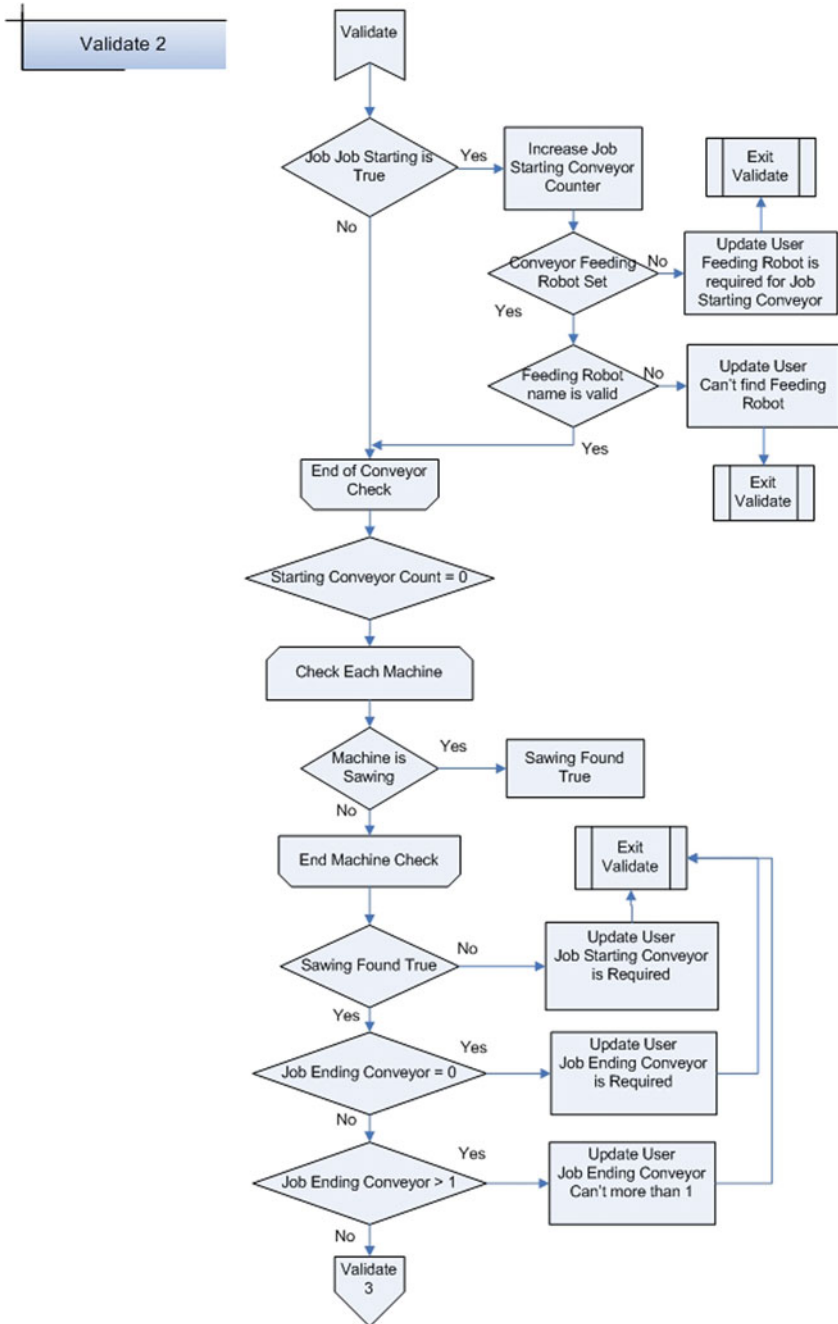 Validate 2
Validate
Job Job Starting is
True
Yes
Increase Job
Starting Conveyor
Counter
Exit
Validate
No
Conveyor Feeding
Robot Set
No
Update User
Feeding Robot is
required for Job
Starting Conveyor
Yes
Feeding Robot
name is valid
No
Update User
Can't find Feeding
Robot
Yes
End of Conveyor
Check
Exit
Validate
Starting Conveyor Count = 0
Check Each Machine
Machine is
Sawing
Yes
Sawing Found
True
No
End Machine Check
Exit
Validate
Sawing Found True
No
Update User
Job Starting Conveyor
is Required
Yes
Job Ending Conveyor = 0
Yes
Update User
Job Ending Conveyor
is Required
No
Job Ending Conveyor > 1
Yes
Update User
Job Ending Conveyor
Can't more than 1
No
Validate
3